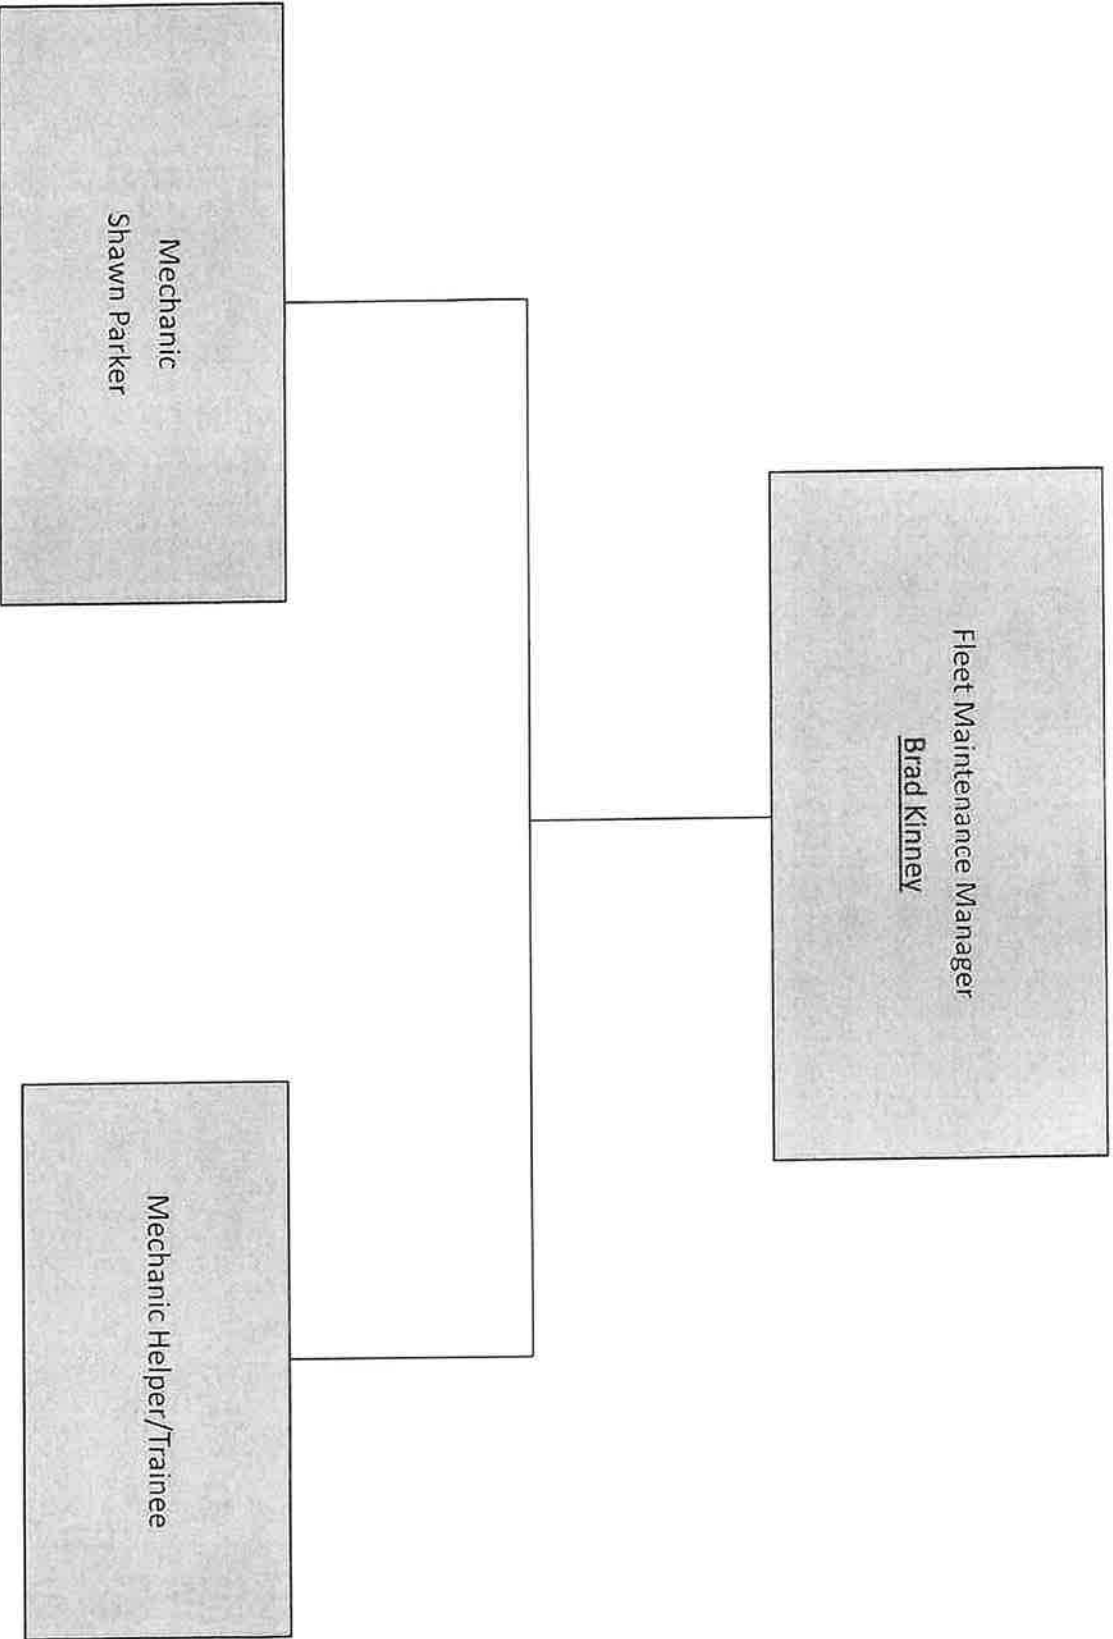 Fleet Maintenance Manager
Brad Kinney
Mechanic
Shawn Parker
Mechanic Helper/Trainee